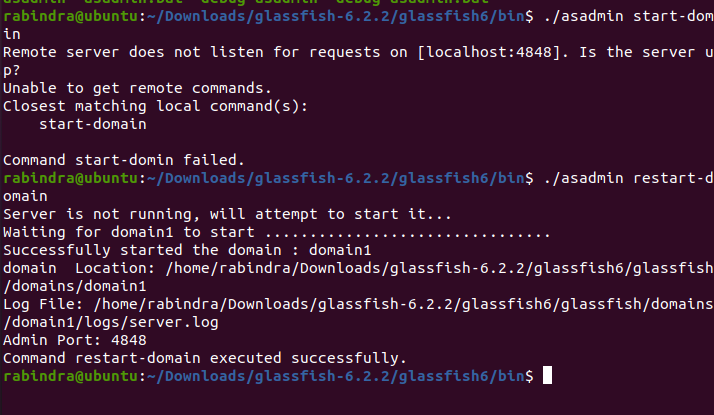 rabindra@ubuntu:~/Downloads/glassfish-6.2.2/glassfish6/bin$ ./asadmin start-dom
in
Remote server does not listen for requests on [localhost:4848]. Is the server u
p?
Unable to get remote commands.
Closest matching local command(s):
    start-domain

Command start-domin failed.
rabindra@ubuntu:~/Downloads/glassfish-6.2.2/glassfish6/bin$ ./asadmin restart-d
omain
Server is not running, will attempt to start it...
Waiting for domain1 to start ................................
Successfully started the domain : domain1
domain  Location: /home/rabindra/Downloads/glassfish-6.2.2/glassfish6/glassfish
/domains/domain1
Log File: /home/rabindra/Downloads/glassfish-6.2.2/glassfish6/glassfish/domains
/domain1/logs/server.log
Admin Port: 4848
Command restart-domain executed successfully.
rabindra@ubuntu:~/Downloads/glassfish-6.2.2/glassfish6/bin$